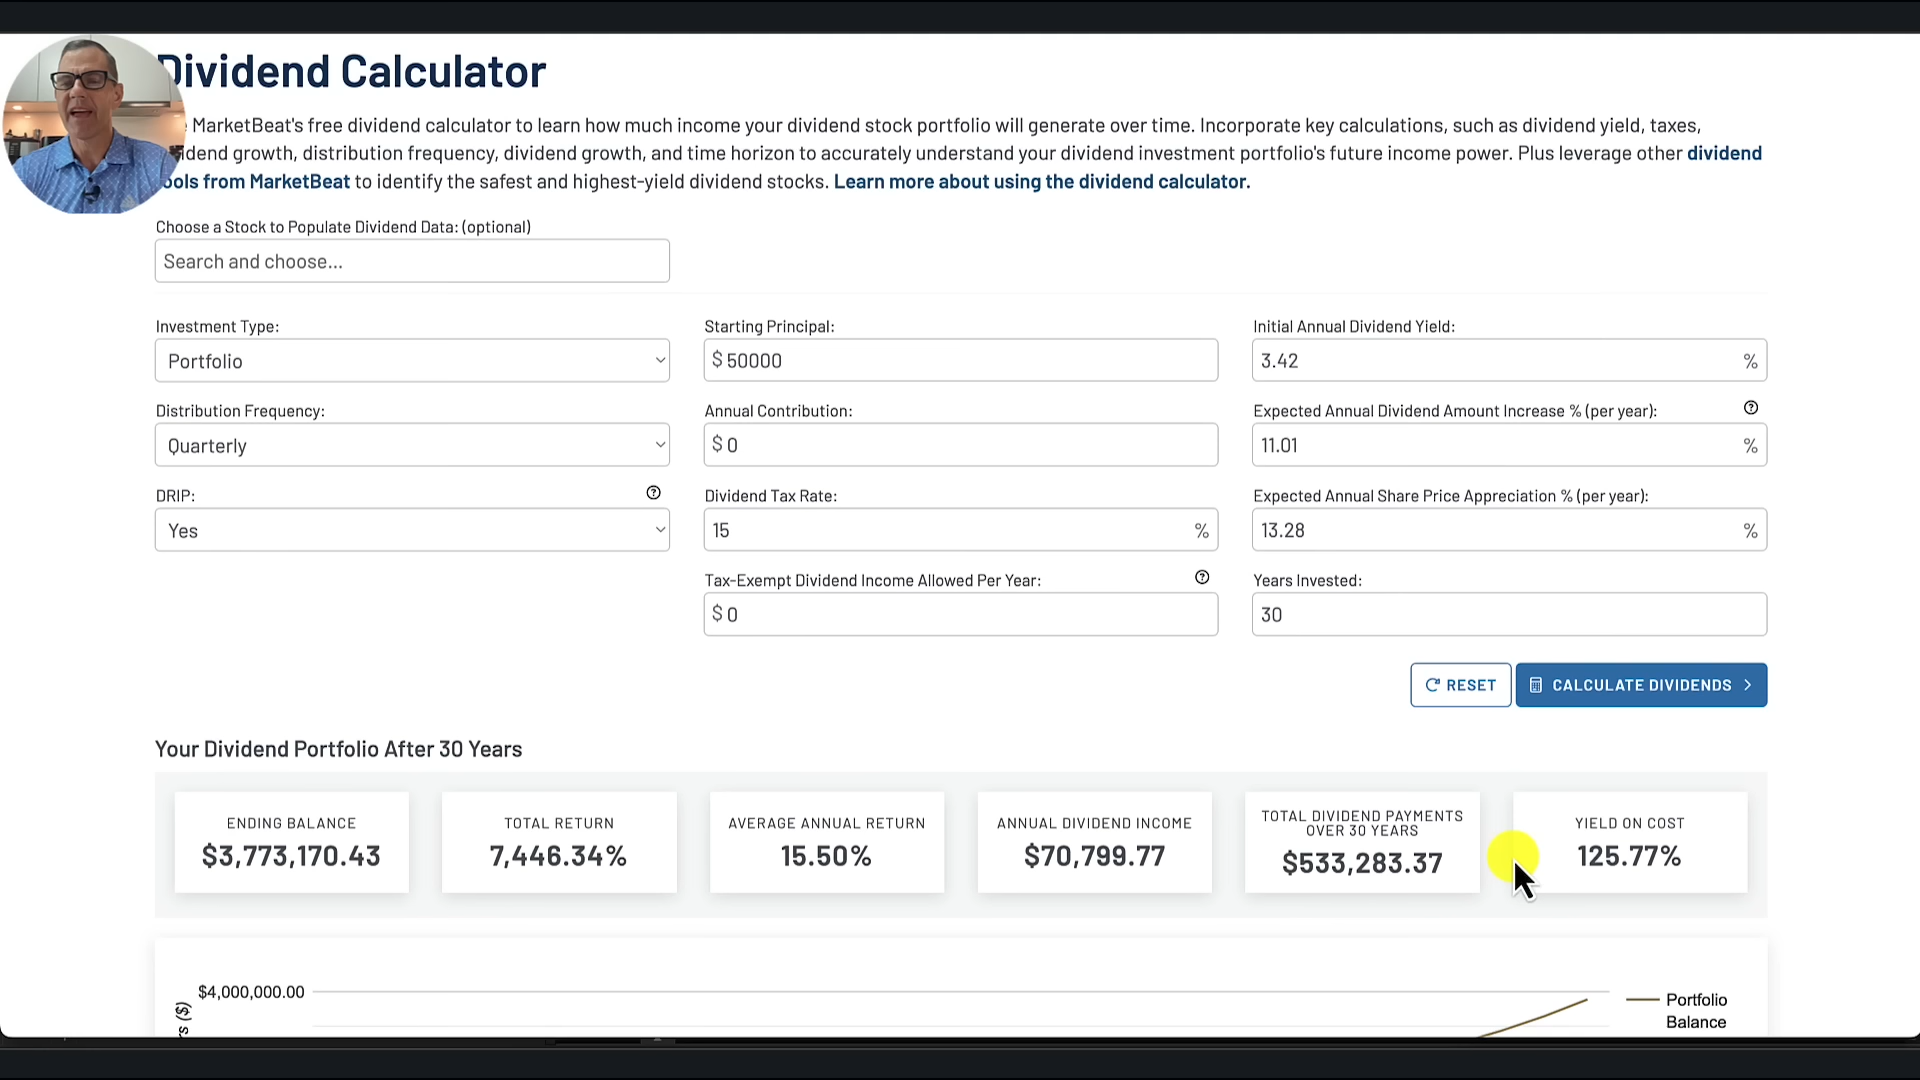 Dividend Calculator
MarketBeat's free dividend calculator to learn how much income your dividend stock portfolio will generate over time. Incorporate key calculations, such as dividend yield, taxes,
growth, distribution frequency, dividend growth, and time horizon to accurately understand your dividend investment portfolio's future income power. Plus leverage other dividend
from MarketBeat to identify the safest and highest-yield dividend stocks. Learn more about using the dividend calculator.
Choose a Stock to Populate Dividend Data: (optional)
Search and choose...
Investment Type:
Portfolio
Starting Principal:
$ 50000
Initial Annual Dividend Yield:
3.42 %
Distribution Frequency:
Quarterly
Annual Contribution:
$ 0
Expected Annual Dividend Amount Increase % (per year):
11.01 %
DRIP:
Yes
Dividend Tax Rate:
15 %
Expected Annual Share Price Appreciation % (per year):
13.28 %
Tax-Exempt Dividend Income Allowed Per Year:
$ 0
Years Invested:
30
RESET
CALCULATE DIVIDENDS
Your Dividend Portfolio After 30 Years
ENDING BALANCE
$3,773,170.43
TOTAL RETURN
7,446.34%
AVERAGE ANNUAL RETURN
15.50%
ANNUAL DIVIDEND INCOME
$70,799.77
TOTAL DIVIDEND PAYMENTS
OVER 30 YEARS
$533,283.37
YIELD ON COST
125.77%
$4,000,000.00
($)
Portfolio
Balance